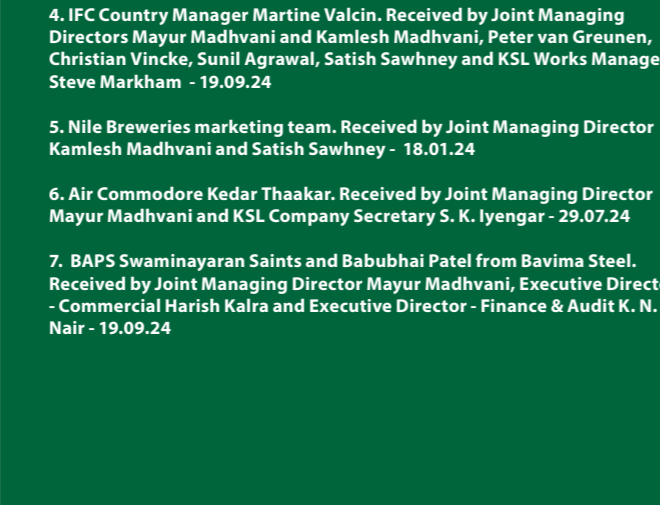 4. IFC Country Manager Martine Valcin. Received by Joint Managing
Directors Mayur Madhvani and Kamlesh Madhvani, Peter van Greunen,
Christian Vincke, Sunil Agrawal, Satish Sawhney and KSL Works Manage
Steve Markham - 19.09.24
5. Nile Breweries marketing team. Received by Joint Managing Director
Kamlesh Madhvani and Satish Sawhney - 18.01.24
6. Air Commodore Kedar Thaakar. Received by Joint Managing Director
Mayur Madhvani and KSL Company Secretary S. K. Iyengar - 29.07.24
7. BAPS Swaminayaran Saints and Babubhai Patel from Bavima Steel.
Received by Joint Managing Director Mayur Madhvani, Executive Direct
- Commercial Harish Kalra and Executive Director - Finance & Audit K. N.
Nair - 19.09.24